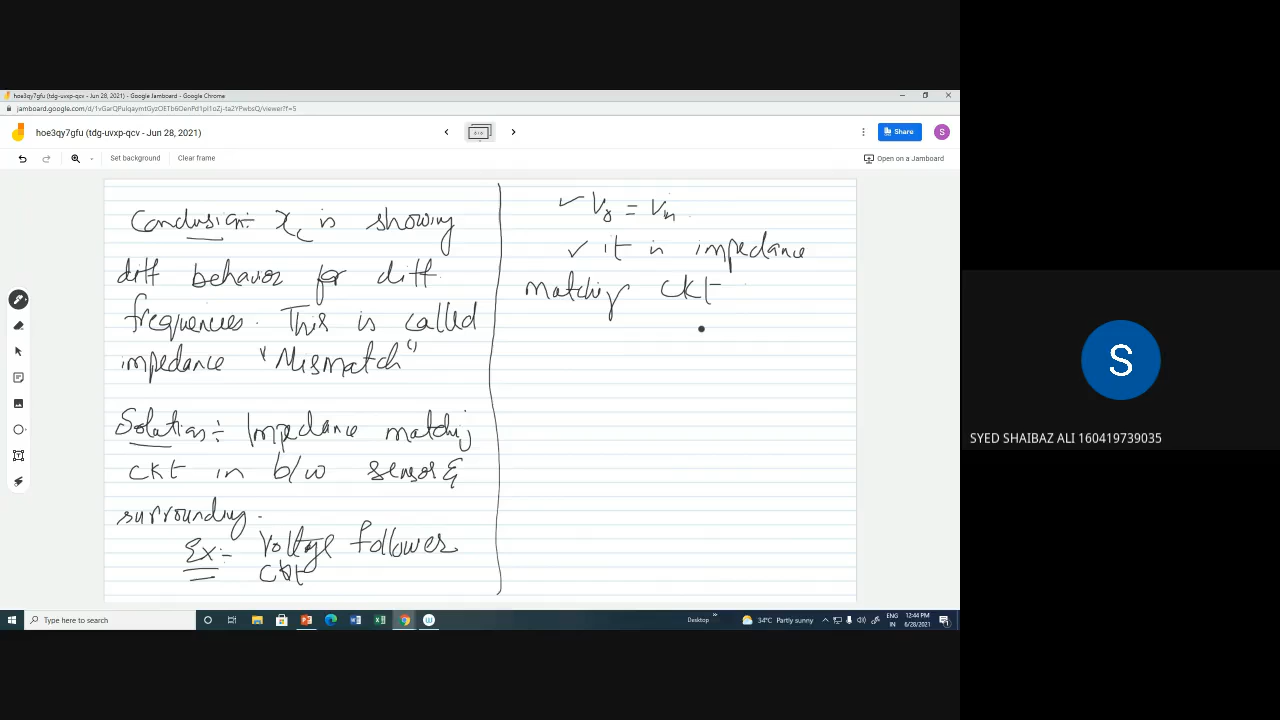 hoe3qy7gfu (tdg-uvxp-qcv - Jun 28, 2021) - Google Jamboard - Google Chrome
hoe3qy7gfu (tdg-uvxp-qcv - Jun 28, 2021)
Share
S
Set background
Clear frame
Open on a Jamboard
Conclusion:- Xc is showing
diff behavior for diff
frequencies. This is called
impedance "Mismatch"
Solution:- Impedance matching
ckt in b/w sensor &
surrounding.
Ex:- Voltage follower
ckt
✓ V0 = Vin
✓ it is impedance
matching ckt
S
SYED SHAIBAZ ALI 160419739035
Type here to search
Desktop
34°C Partly sunny
ENG
IN
12:44 PM
6/28/2021